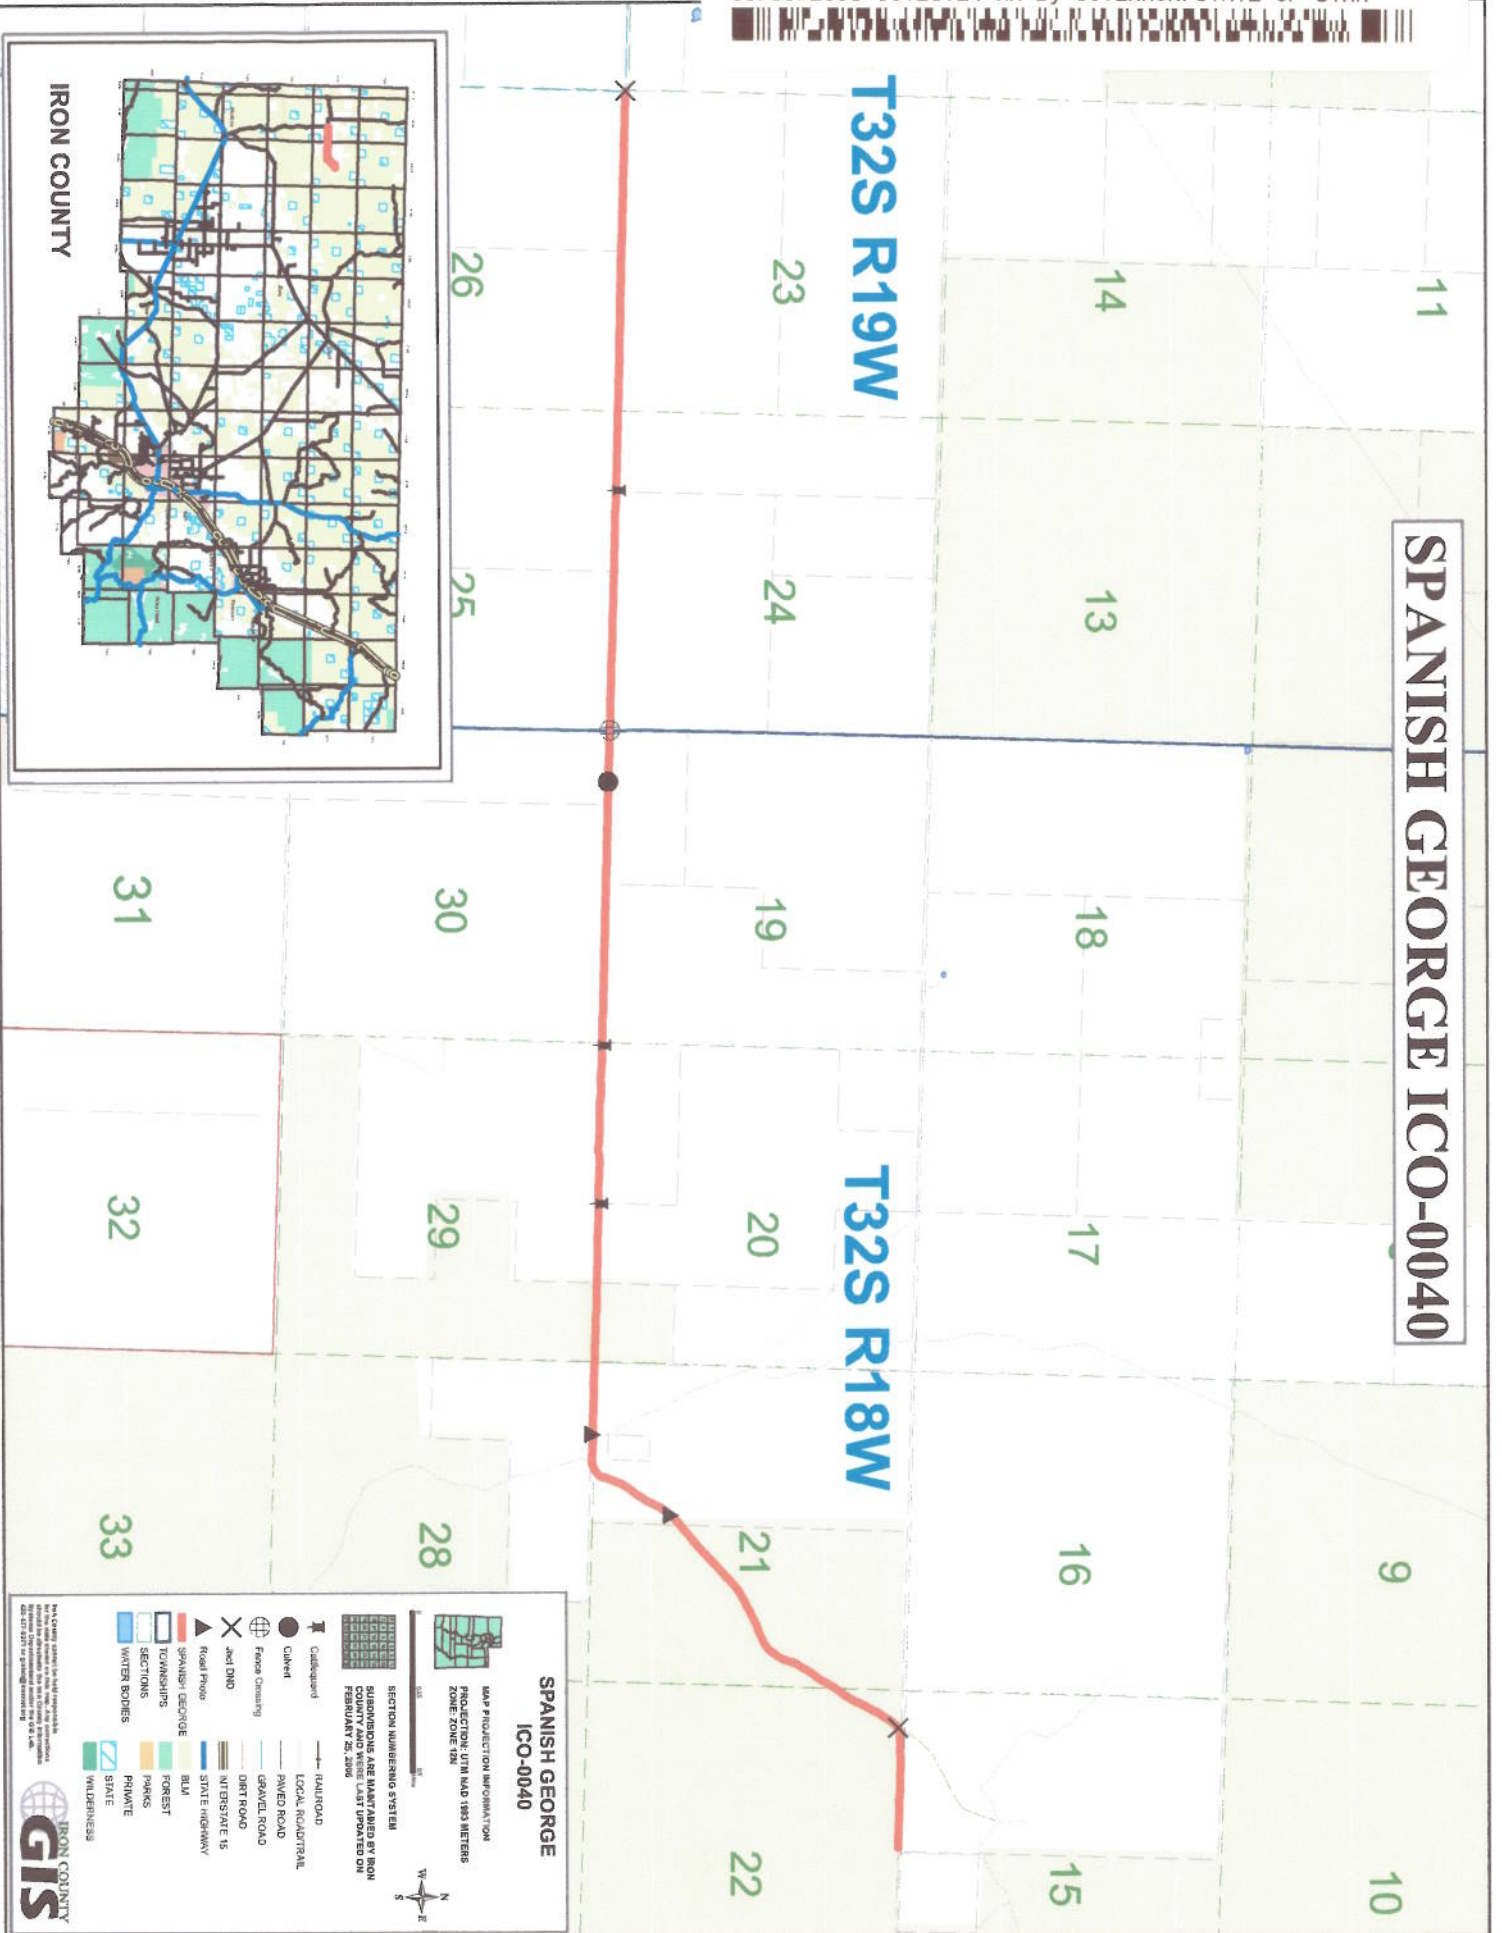 SPANISH GEORGE ICO-0040
T32S R19W
T32S R18W
11
14
13
23
24
26
25
18
17
16
9
10
15
19
20
21
22
30
29
28
31
32
33
IRON COUNTY
SPANISH GEORGE
ICO-0040
MAP PROJECTION INFORMATION
PROJECTION: UTM NAD 1983 METERS
ZONE: ZONE 12N
N
W
E
S
SECTION NUMBERING SYSTEM
SUBDIVISIONS ARE MAINTAINED BY IRON
COUNTY AND WERE LAST UPDATED ON
FEBRUARY 25, 2006
Cattleguard
Culvert
Fence Crossing
Jnct DND
Road Photo
SPANISH GEORGE
TOWNSHIPS
SECTIONS
WATER BODIES
RAILROAD
LOCAL ROAD/TRAIL
PAVED ROAD
GRAVEL ROAD
DIRT ROAD
INTERSTATE 15
STATE HIGHWAY
BLM
FOREST
PARKS
PRIVATE
STATE
WILDERNESS
IRON COUNTY
GIS